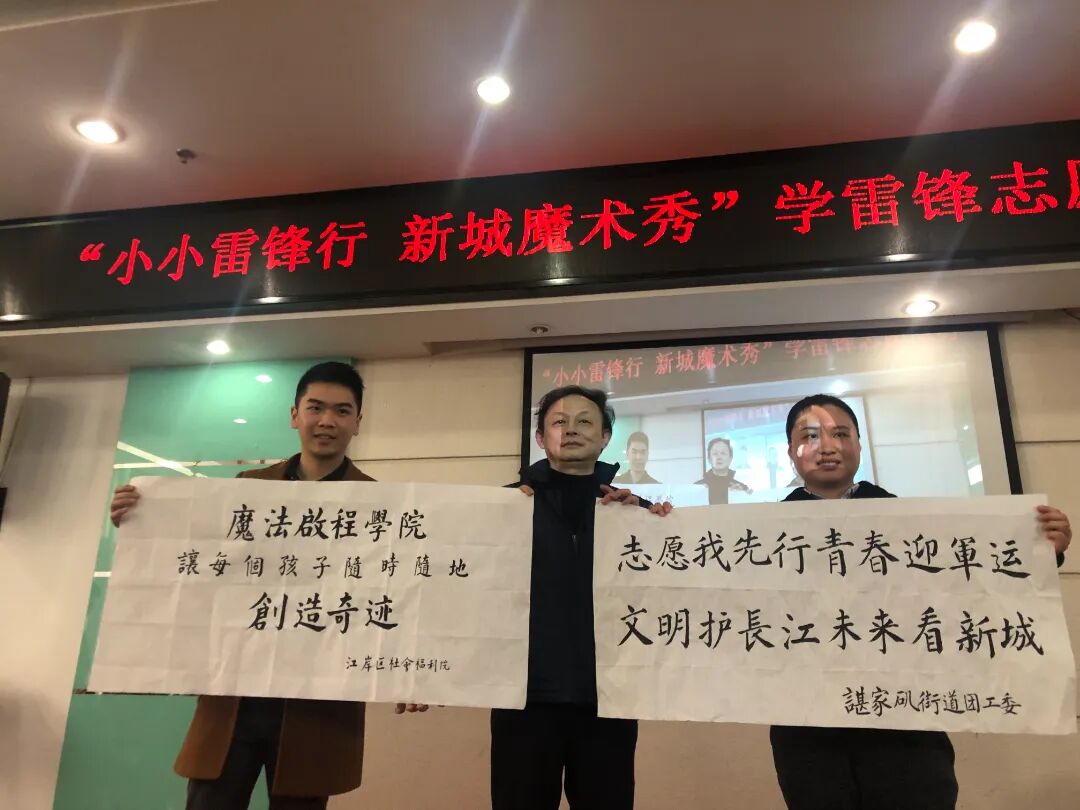 “小小雷锋行 新城魔术秀”学雷锋志愿
“小小雷锋行 新城魔术秀”学雷锋志
魔法啟程學院
讓每個孩子隨時隨地
創造奇迹
江岸区社會福利院
志愿我先行青春迎軍运
文明护長江未来看新城
諶家矶街道团工委